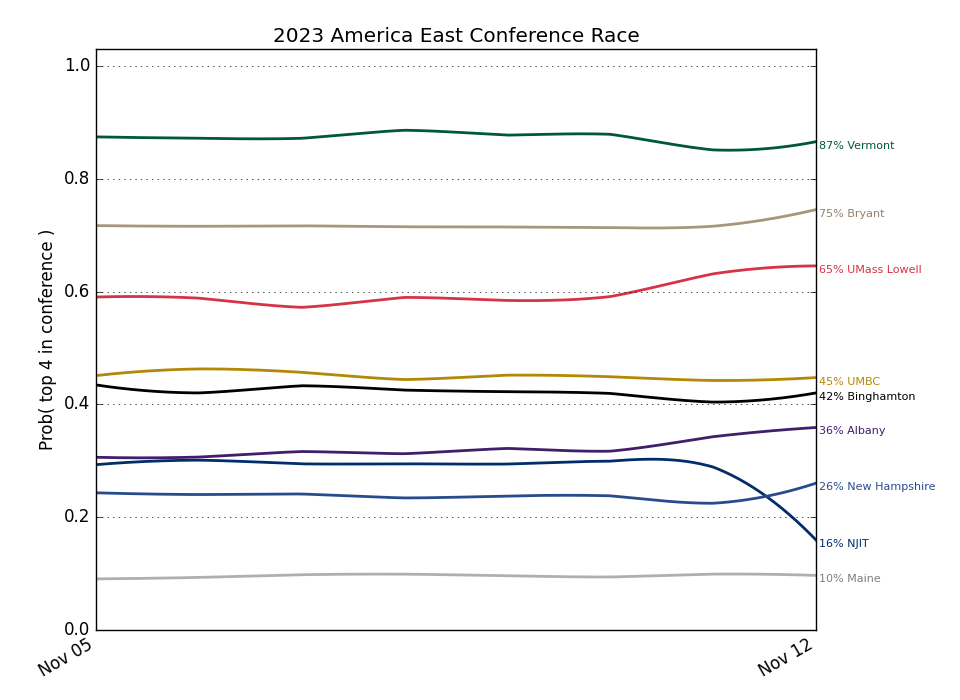 2023 America East Conference Race
Prob( top 4 in conference )
1.0
0.8
0.6
0.4
0.2
0.0
87% Vermont
75% Bryant
65% UMass Lowell
45% UMBC
42% Binghamton
36% Albany
26% New Hampshire
16% NJIT
10% Maine
Nov 05
Nov 12